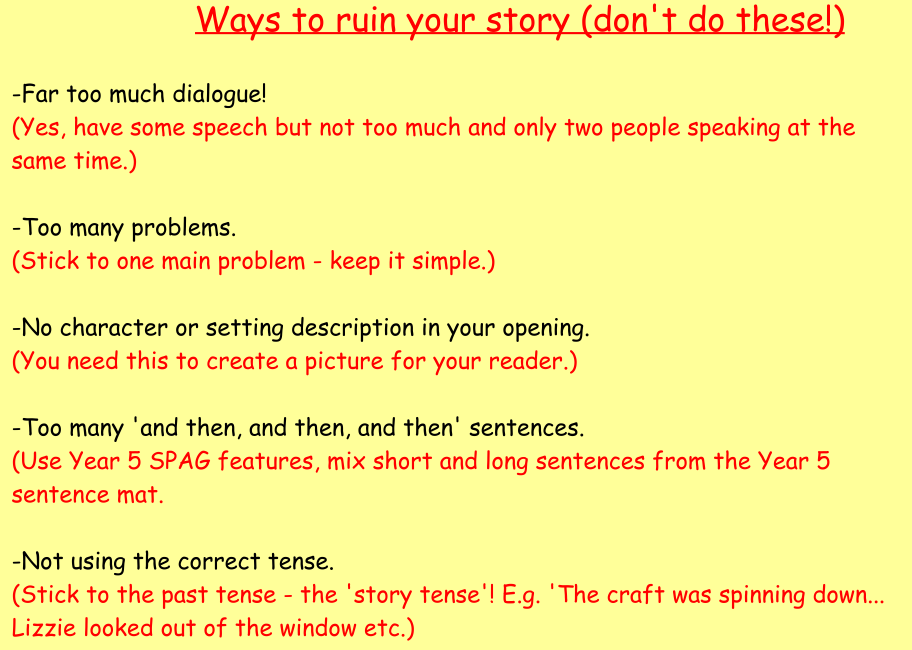 Ways to ruin your story (don't do these!)
-Far too much dialogue!
(Yes, have some speech but not too much and only two people speaking at the
same time.)
-Too many problems.
(Stick to one main problem - keep it simple.)
-No character or setting description in your opening.
(You need this to create a picture for your reader.)
-Too many 'and then, and then, and then' sentences.
(Use Year 5 SPAG features, mix short and long sentences from the Year 5
sentence mat.
-Not using the correct tense.
(Stick to the past tense - the 'story tense'! E.g. 'The craft was spinning down...
Lizzie looked out of the window etc.)